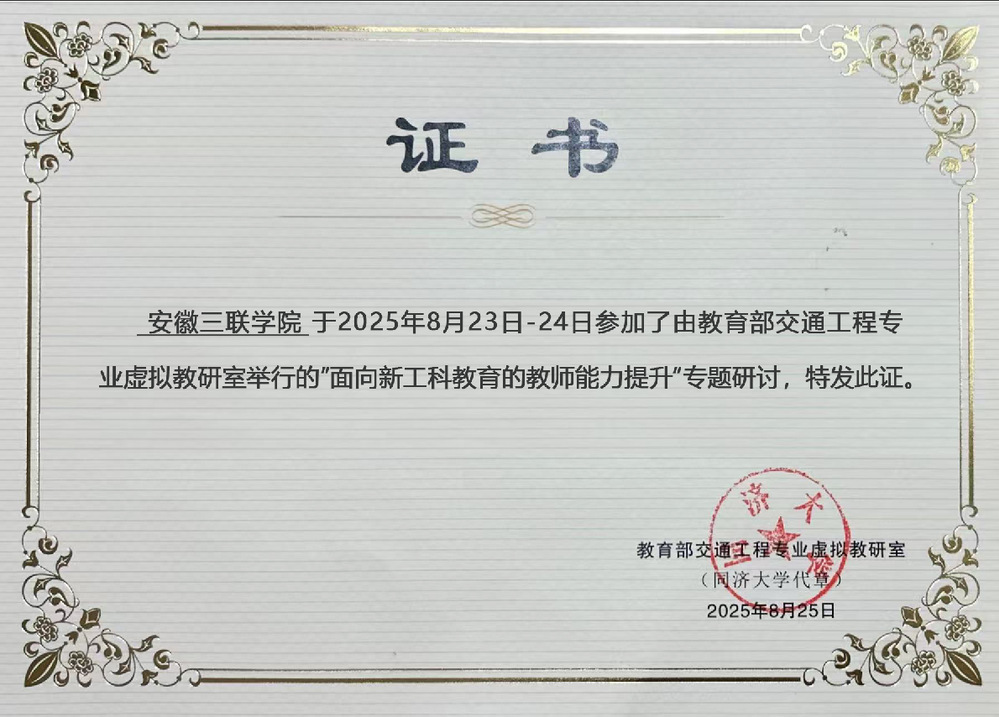 证 书
安徽三联学院 于2025年8月23日-24日参加了由教育部交通工程专
业虚拟教研室举行的"面向新工科教育的教师能力提升"专题研讨，特发此证。
教育部交通工程专业虚拟教研室
（同济大学代章）
2025年8月25日
同济大学